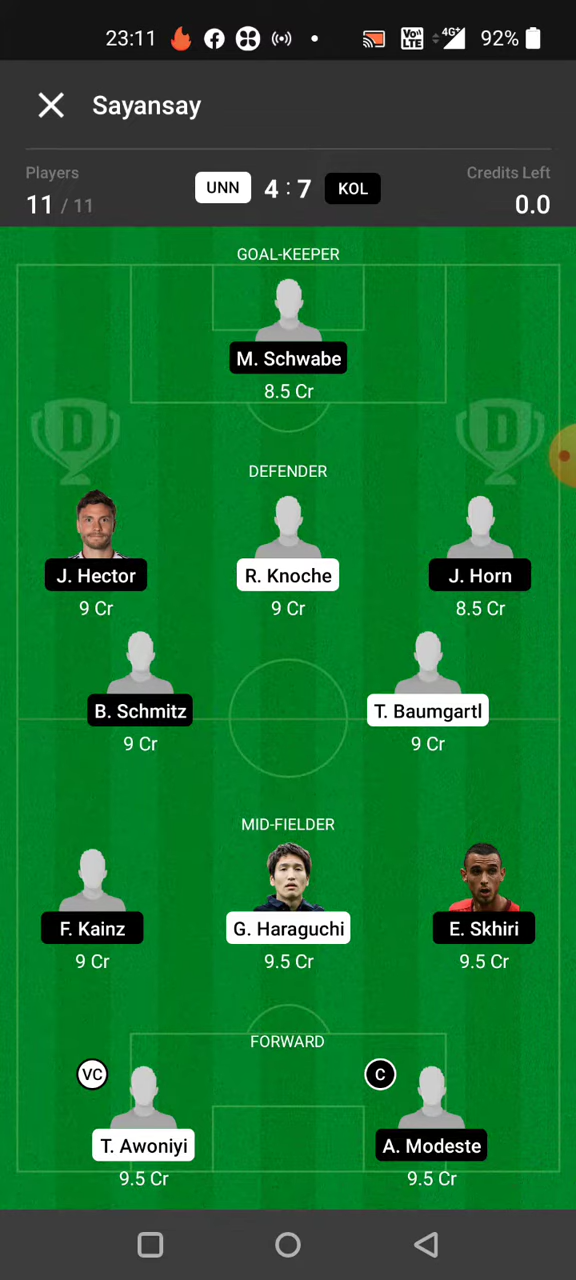 23:11
Vo))
LTE
4G+
92%
Sayansay
Players
11 / 11
UNN 4 : 7 KOL
Credits Left
0.0
GOAL-KEEPER
M. Schwabe
8.5 Cr
D
D
DEFENDER
J. Hector
9 Cr
R. Knoche
9 Cr
J. Horn
8.5 Cr
B. Schmitz
9 Cr
T. Baumgartl
9 Cr
MID-FIELDER
F. Kainz
9 Cr
G. Haraguchi
9.5 Cr
E. Skhiri
9.5 Cr
FORWARD
VC
T. Awoniyi
9.5 Cr
C
A. Modeste
9.5 Cr